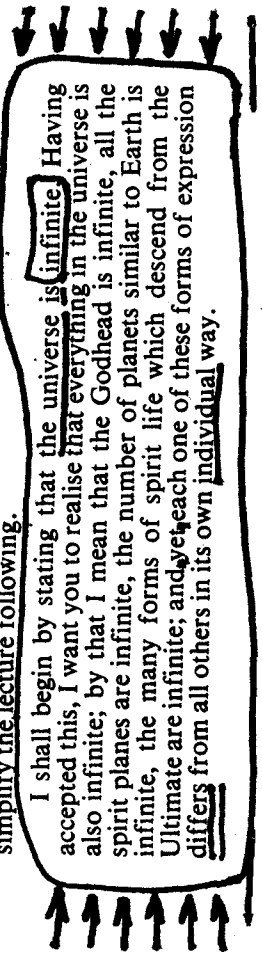 simplify the lecture following.
I shall begin by stating that the universe is infinite. Having
accepted this, I want you to realise that everything in the universe is
also infinite; by that I mean that the Godhead is infinite, all the
spirit planes are infinite, the number of planets similar to Earth is
infinite, the many forms of spirit life which descend from the
Ultimate are infinite; and yet each one of these forms of expression
differs from all others in its own individual way.